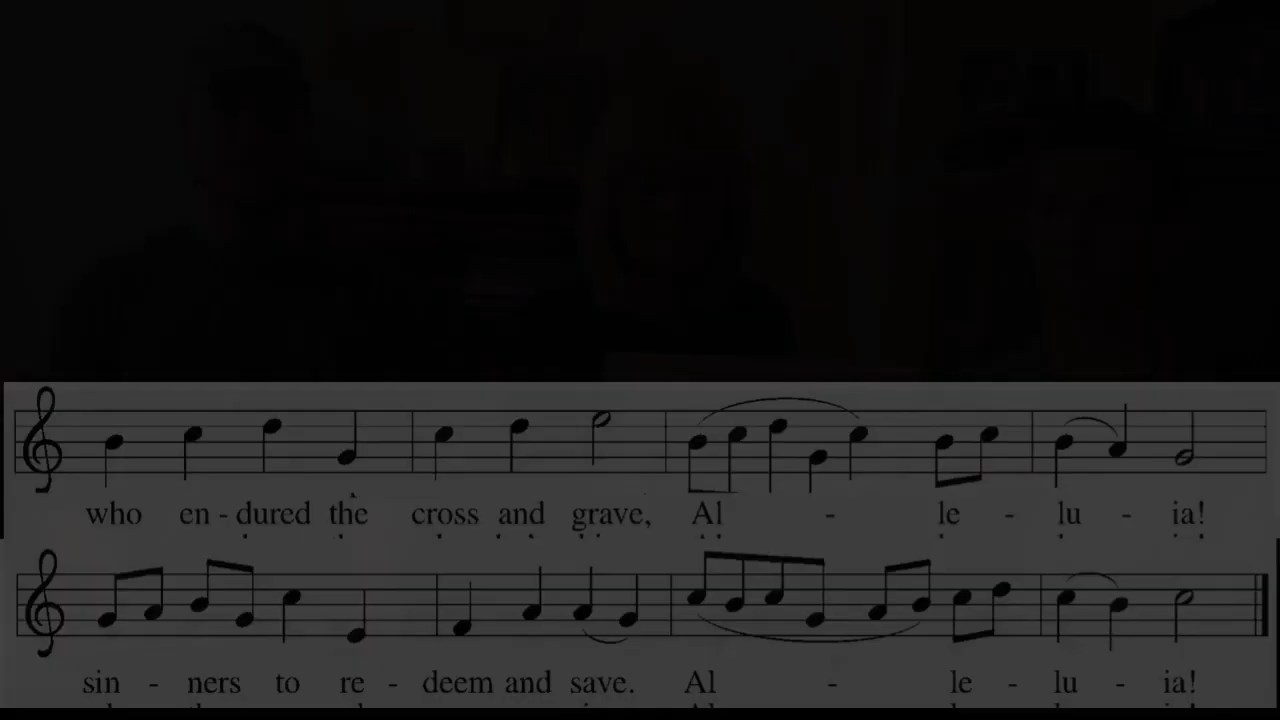 who en - dured the cross and grave, Al - le - lu - ia!
sin - ners to re - deem and save. Al - le - lu - ia!